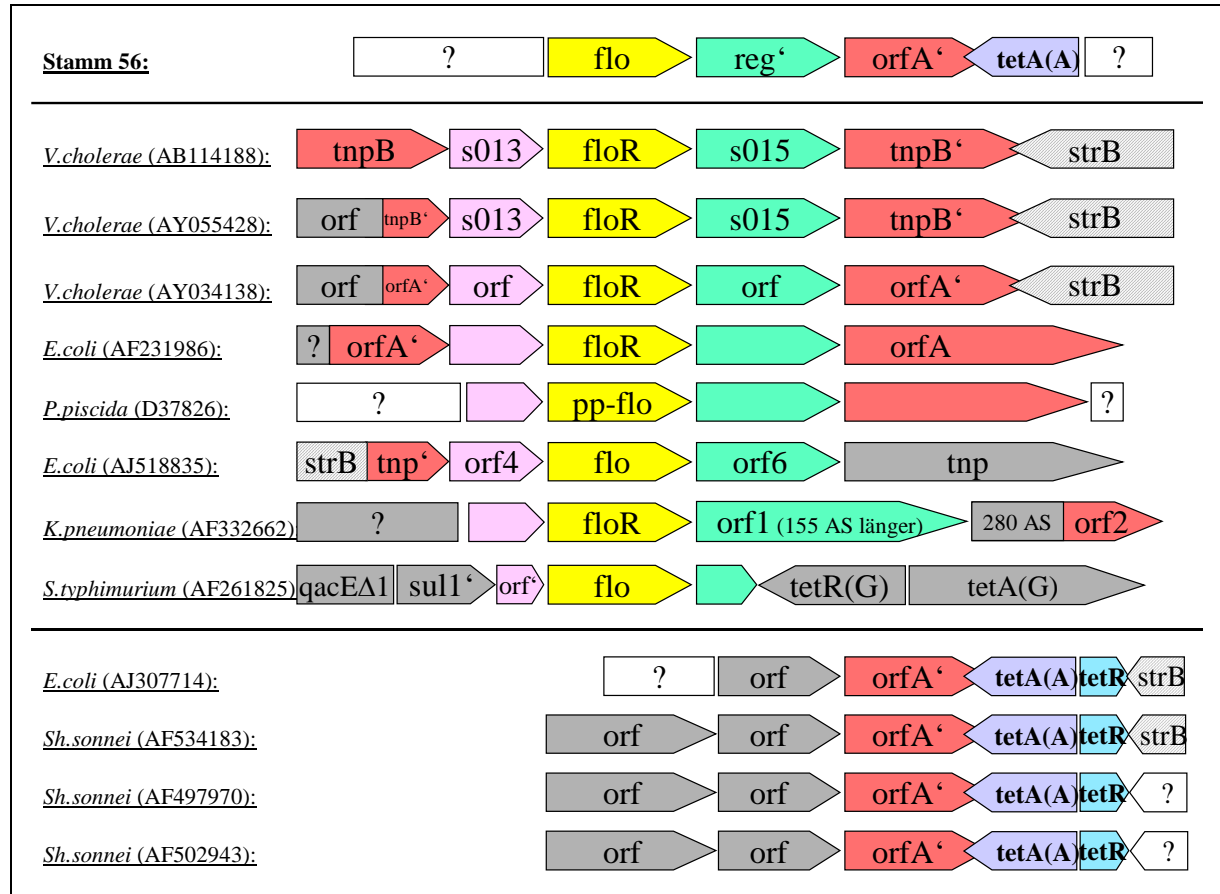 Stamm 56: ? flo reg‘ orfA‘ tetA(A) ?
V.cholerae (AB114188): tnpB s013 floR s015 tnpB‘ strB
V.cholerae (AY055428): orf tnpB‘ s013 floR s015 tnpB‘ strB
V.cholerae (AY034138): orf orfA‘ orf floR orf orfA‘ strB
E.coli (AF231986): ? orfA‘ floR orfA
P.piscida (D37826): ? pp-flo ?
E.coli (AJ518835): strB tnp‘ orf4 flo orf6 tnp
K.pneumoniae (AF332662): ? floR orf1 (155 AS länger) 280 AS orf2
S.typhimurium (AF261825) qacEΔ1 sul1‘ orf‘ flo tetR(G) tetA(G)
E.coli (AJ307714): ? orf orfA‘ tetA(A) tetR strB
Sh.sonnei (AF534183): orf orf orfA‘ tetA(A) tetR strB
Sh.sonnei (AF497970): orf orf orfA‘ tetA(A) tetR ?
Sh.sonnei (AF502943): orf orf orfA‘ tetA(A) tetR ?